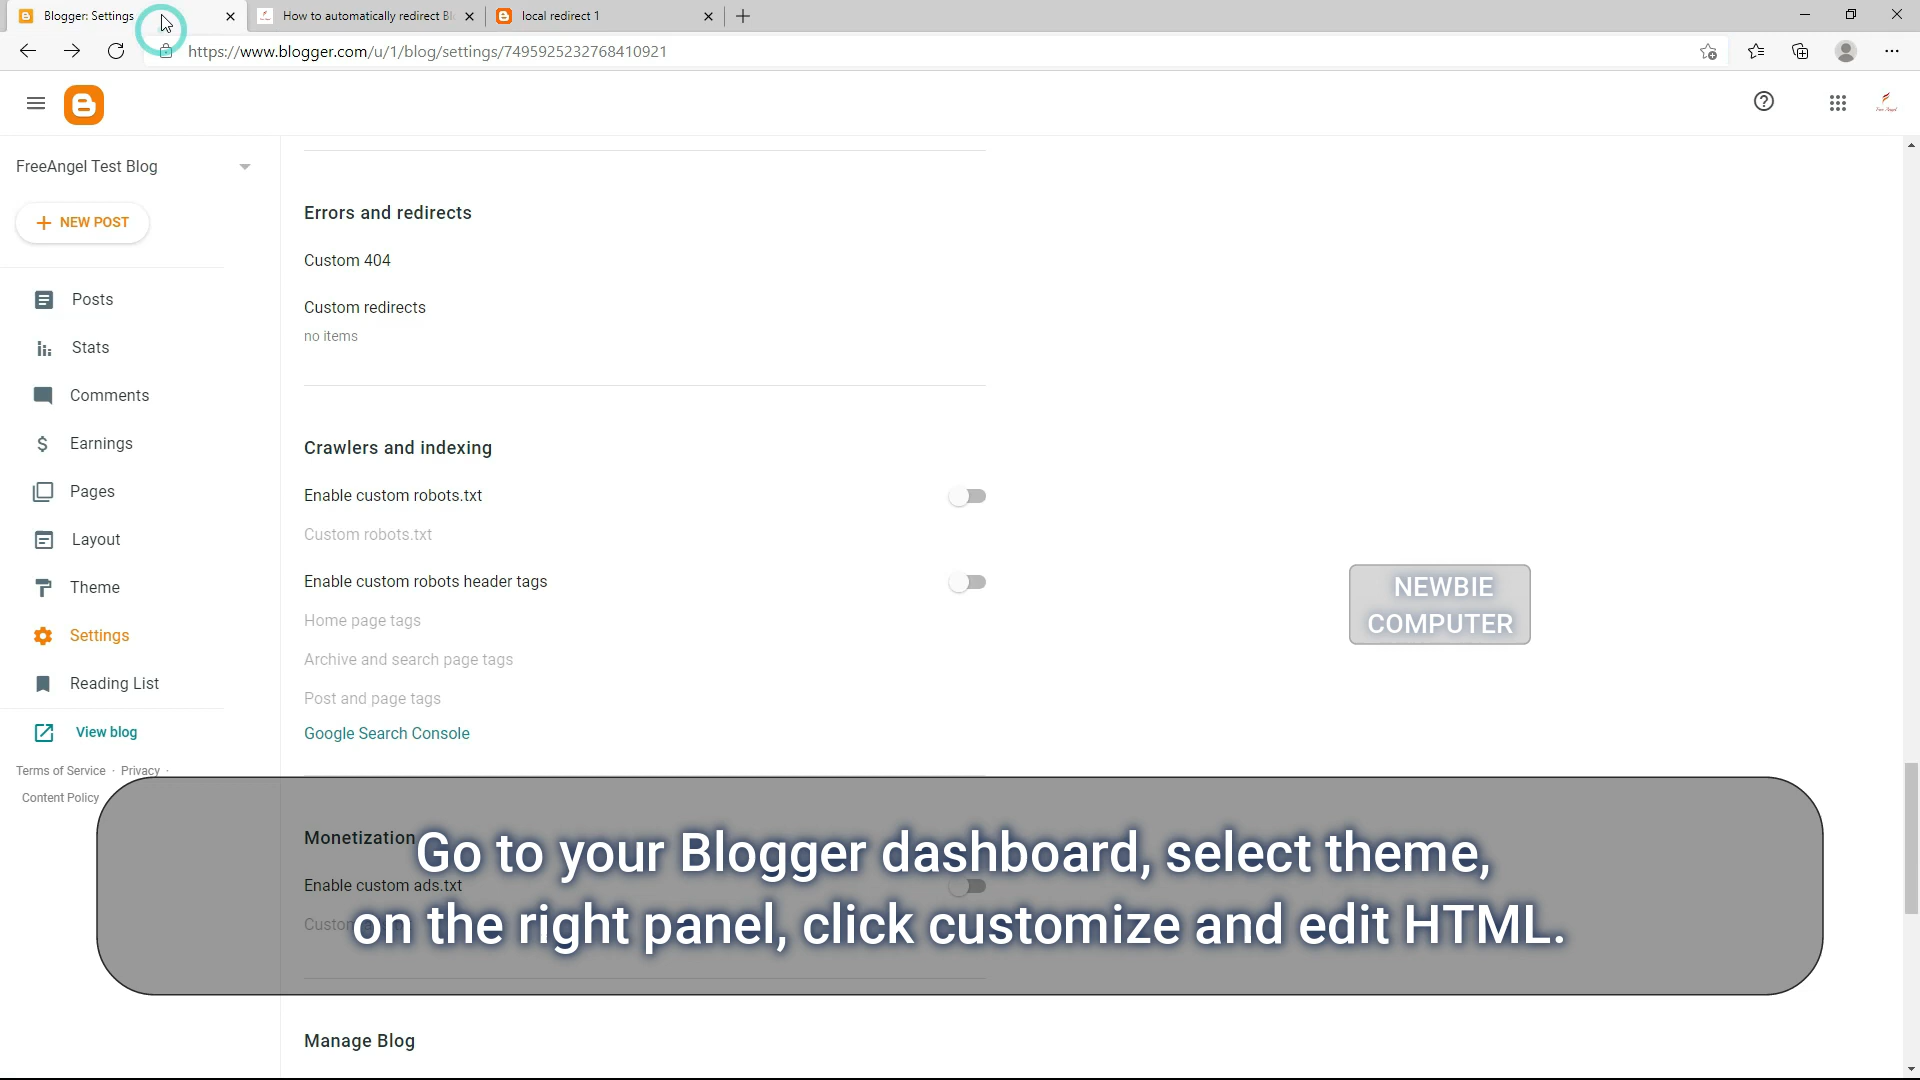 Blogger: Settings
How to automatically redirect Bl
local redirect 1
https://www.blogger.com/u/1/blog/settings/7495925232768410921
FreeAngel Test Blog
NEW POST
Posts
Stats
Comments
Earnings
Pages
Layout
Theme
Settings
Reading List
View blog
Terms of Service · Privacy ·
Content Policy
Errors and redirects
Custom 404
Custom redirects
no items
Crawlers and indexing
Enable custom robots.txt
Custom robots.txt
Enable custom robots header tags
Home page tags
Archive and search page tags
Post and page tags
Google Search Console
Monetization
Enable custom ads.txt
Manage Blog
NEWBIE
COMPUTER
Go to your Blogger dashboard, select theme,
on the right panel, click customize and edit HTML.